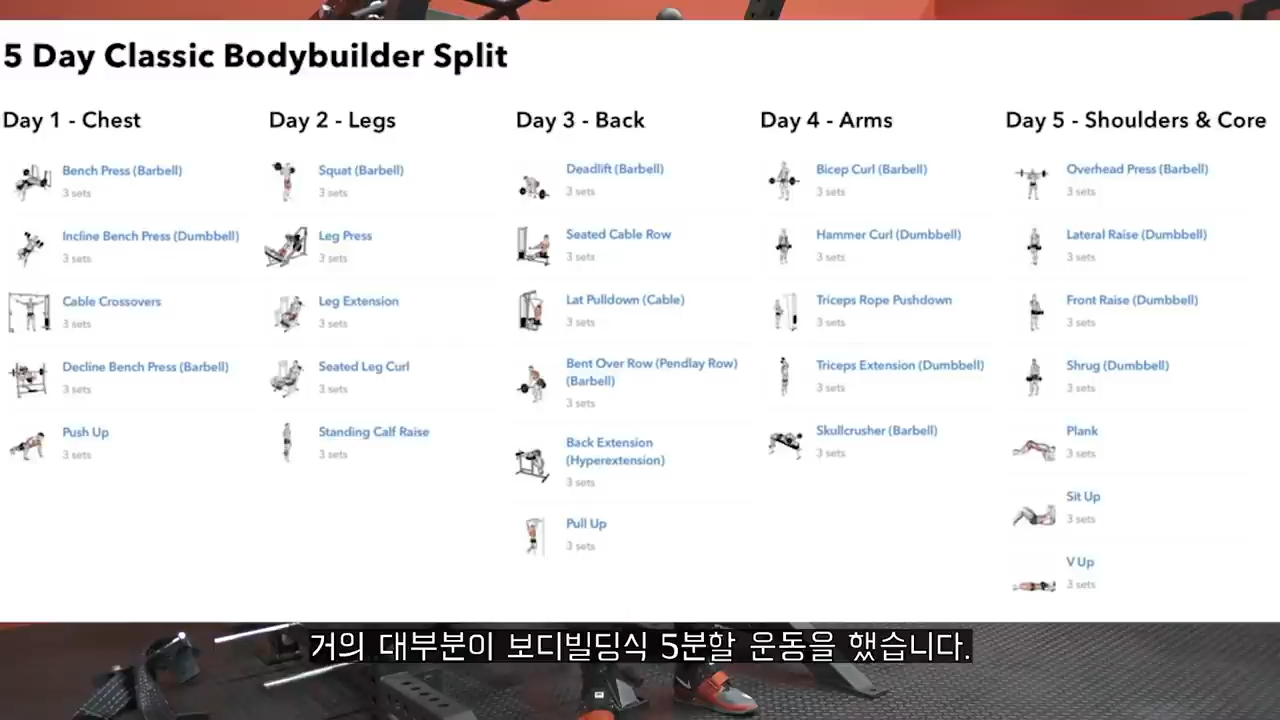 5 Day Classic Bodybuilder Split
Day 1 - Chest
Bench Press (Barbell)
3 sets
Incline Bench Press (Dumbbell)
3 sets
Cable Crossovers
3 sets
Decline Bench Press (Barbell)
3 sets
Push Up
3 sets
Day 2 - Legs
Squat (Barbell)
3 sets
Leg Press
3 sets
Leg Extension
3 sets
Seated Leg Curl
3 sets
Standing Calf Raise
3 sets
Day 3 - Back
Deadlift (Barbell)
3 sets
Seated Cable Row
3 sets
Lat Pulldown (Cable)
3 sets
Bent Over Row (Pendlay Row)
(Barbell)
3 sets
Back Extension
(Hyperextension)
3 sets
Pull Up
3 sets
Day 4 - Arms
Bicep Curl (Barbell)
3 sets
Hammer Curl (Dumbbell)
3 sets
Triceps Rope Pushdown
3 sets
Triceps Extension (Dumbbell)
3 sets
Skullcrusher (Barbell)
3 sets
Day 5 - Shoulders & Core
Overhead Press (Barbell)
3 sets
Lateral Raise (Dumbbell)
3 sets
Front Raise (Dumbbell)
3 sets
Shrug (Dumbbell)
3 sets
Plank
3 sets
Sit Up
3 sets
V Up
3 sets
거의 대부분이 보디빌딩식 5분할 운동을 했습니다.